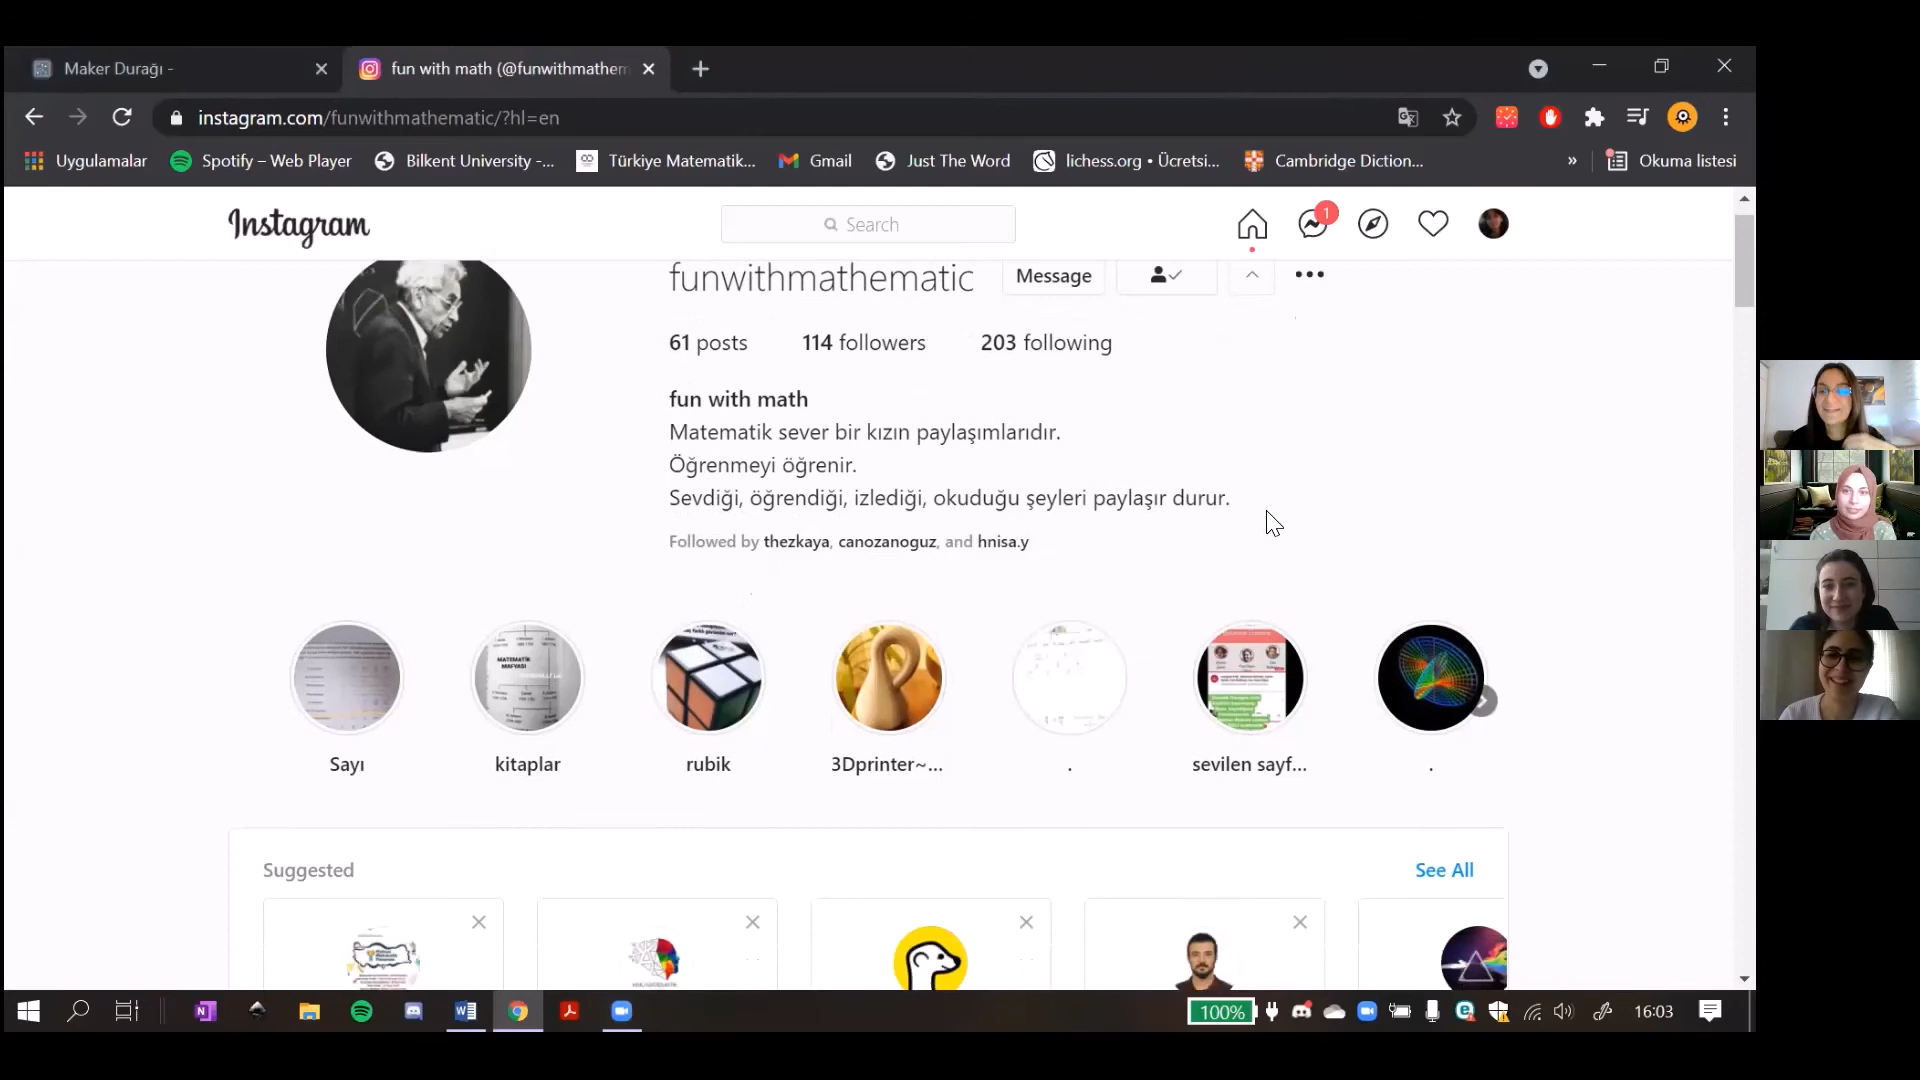 Maker Durağı -
fun with math (@funwithmathem
instagram.com/funwithmathematic/?hl=en
Uygulamalar
Spotify – Web Player
Bilkent University -...
Türkiye Matematik...
Gmail
Just The Word
lichess.org • Ücretsi...
Cambridge Diction...
»
Okuma listesi
Instagram
Search
1
funwithmathematic
Message
61 posts
114 followers
203 following
fun with math
Matematik sever bir kızın paylaşımlarıdır.
Öğrenmeyi öğrenir.
Sevdiği, öğrendiği, izlediği, okuduğu şeyleri paylaşır durur.
Followed by thezkaya, canozanoguz, and hnisa.y
MATEMATİK
MAFYASI
Sayı
kitaplar
rubik
3Dprinter~...
.
sevilen sayf...
.
Suggested
See All
100%
16:03